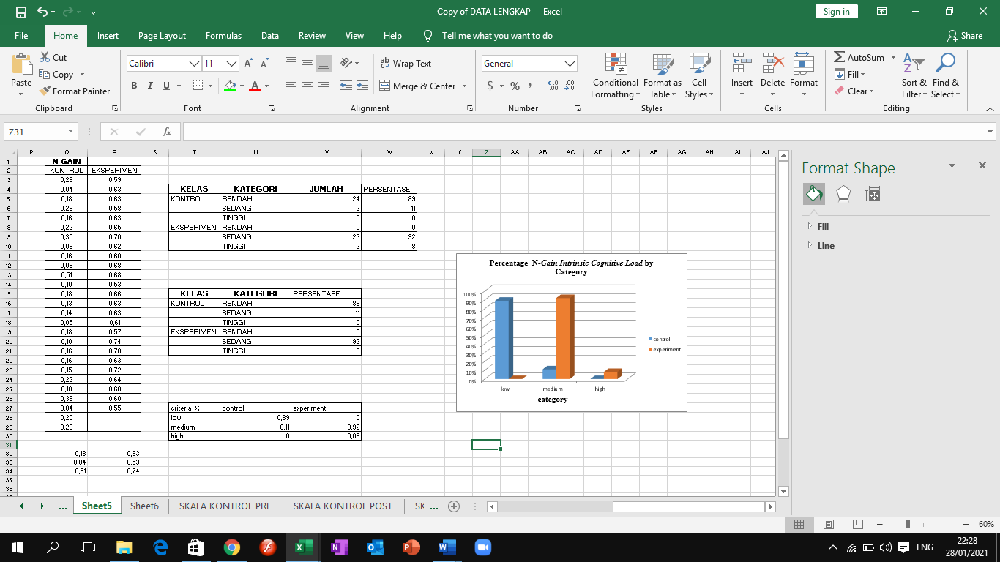 Copy of DATA LENGKAP - Excel
Sign in
File Home Insert Page Layout Formulas Data Review View Help Tell me what you want to do Share
Paste
Cut
Copy
Format Painter
Clipboard
Calibri 11 A A
B I U A
Font
ab Wrap Text
Merge & Center
Alignment
General
$ % ,
Number
Conditional Formatting
Format as Table
Cell Styles
Styles
Insert Delete Format
Cells
AutoSum
Fill
Clear
Sort & Filter
Find & Select
Editing
Z31 fx
P Q R S T U V W X Y Z AA AB AC AD AE AF AG AH AI AJ
1 N-GAIN
2 KONTROL EKSPERIMEN
3 0,29 0,59
4 0,04 0,63 KELAS KATEGORI JUMLAH PERSENTASE
5 0,18 0,63 KONTROL RENDAH 24 89
6 0,26 0,58 SEDANG 3 11
7 0,16 0,63 TINGGI 0 0
8 0,22 0,65 EKSPERIMEN RENDAH 0 0
9 0,30 0,70 SEDANG 23 92
10 0,08 0,62 TINGGI 2 8
11 0,16 0,60
12 0,06 0,68
13 0,51 0,68
14 0,10 0,53
15 0,18 0,66 KELAS KATEGORI PERSENTASE
16 0,13 0,63 KONTROL RENDAH 89
17 0,14 0,63 SEDANG 11
18 0,05 0,61 TINGGI 0
19 0,18 0,57 EKSPERIMEN RENDAH 0
20 0,10 0,74 SEDANG 92
21 0,16 0,70 TINGGI 8
22 0,16 0,63
23 0,15 0,72
24 0,23 0,64
25 0,18 0,60
26 0,39 0,60
27 0,04 0,55 criteria % control experiment
28 0,20 low 0,89 0
29 0,20 medium 0,11 0,92
30 high 0 0,08
31
32 0,18 0,63
33 0,04 0,53
34 0,51 0,74
35
36
Percentage N-Gain Intrinsic Cognitive Load by
Category
100%
90%
80%
70%
60%
50%
40%
30%
20%
10%
0%
low medium high
category
control
experiment
Format Shape
Fill
Line
... Sheet5 Sheet6 SKALA KONTROL PRE SKALA KONTROL POST SK ...
60%
ENG
22:28
28/01/2021